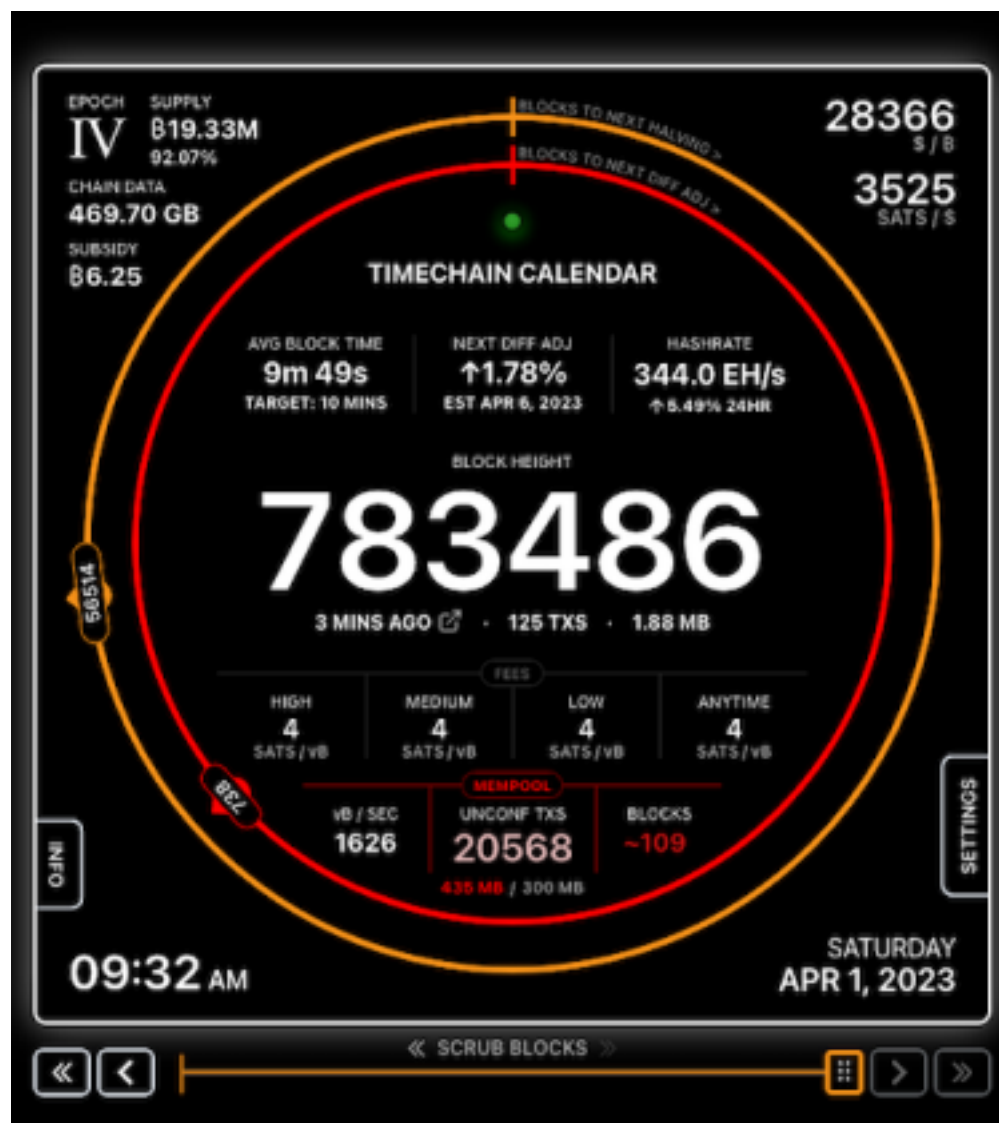 EPOCH
IV
SUPPLY
₿19.33M
92.07%
CHAIN DATA
469.70 GB
SUBSIDY
₿6.25
BLOCKS TO NEXT HALVING >
BLOCKS TO NEXT DIFF ADJ >
28366
$ / ₿
3525
SATS / $
TIMECHAIN CALENDAR
AVG BLOCK TIME
9m 49s
TARGET: 10 MINS
NEXT DIFF ADJ
↑1.78%
EST APR 6, 2023
HASHRATE
344.0 EH/s
↑ 5.49% 24HR
BLOCK HEIGHT
783486
3 MINS AGO · 125 TXS · 1.88 MB
56514
FEES
HIGH
4
SATS / vB
MEDIUM
4
SATS / vB
LOW
4
SATS / vB
ANYTIME
4
SATS / vB
738
MEMPOOL
vB / SEC
1626
UNCONF TXS
20568
435 MB / 300 MB
BLOCKS
~109
INFO
SETTINGS
09:32 AM
SATURDAY
APR 1, 2023
« SCRUB BLOCKS »